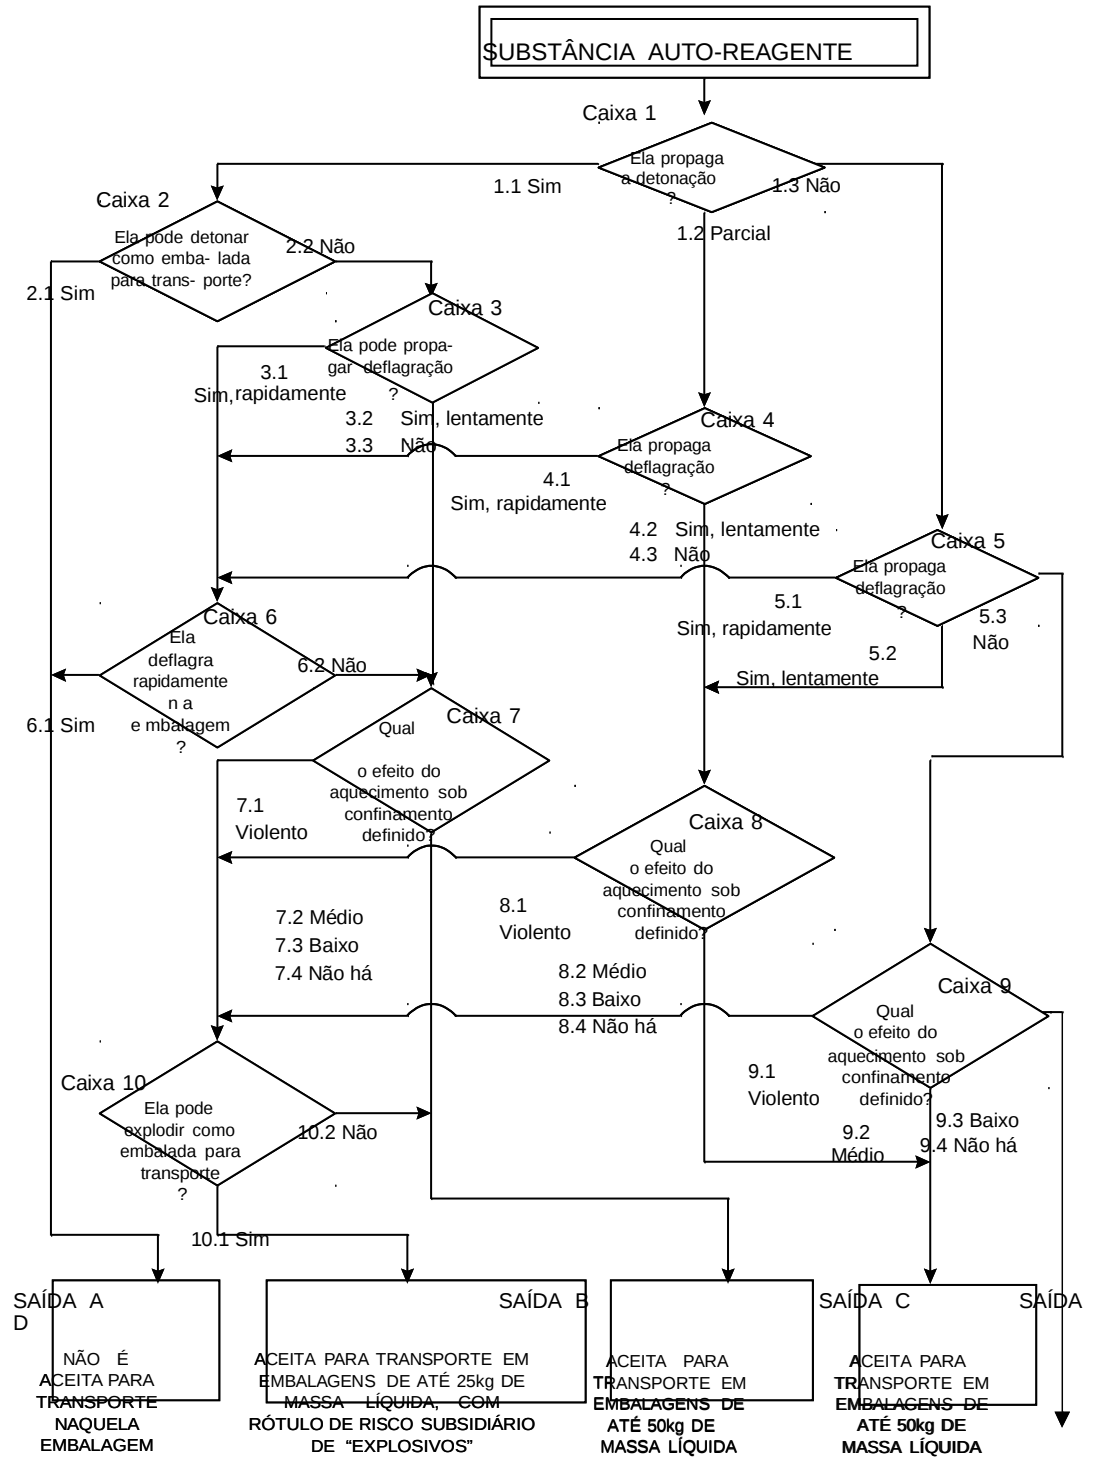 SUBSTÂNCIA AUTO-REAGENTE
Caixa 1
Ela propaga
a detonação
?
1.1 Sim
1.3 Não
1.2 Parcial
Caixa 2
Ela pode detonar
como emba- lada
para trans- porte?
2.2 Não
2.1 Sim
Caixa 3
Ela pode propa-
gar deflagração
?
3.1
Sim, rapidamente
3.2 Sim, lentamente
3.3 Não
Caixa 4
Ela propaga
deflagração
?
4.1
Sim, rapidamente
4.2 Sim, lentamente
4.3 Não
Caixa 5
Ela propaga
deflagração
?
5.1
Sim, rapidamente
5.3
Não
5.2
Sim, lentamente
Caixa 6
Ela
deflagra
rapidamente
n a
e mbalagem
?
6.2 Não
6.1 Sim
Caixa 7
Qual
o efeito do
aquecimento sob
confinamento
definido?
7.1
Violento
7.2 Médio
7.3 Baixo
7.4 Não há
Caixa 8
Qual
o efeito do
aquecimento sob
confinamento
definido?
8.1
Violento
8.2 Médio
8.3 Baixo
8.4 Não há
Caixa 9
Qual
o efeito do
aquecimento sob
confinamento
definido?
9.1
Violento
9.2
Médio
9.3 Baixo
9.4 Não há
Caixa 10
Ela pode
explodir como
embalada para
transporte
?
10.2 Não
10.1 Sim
SAÍDA A SAÍDA B SAÍDA C SAÍDA
D
NÃO É
ACEITA PARA
TRANSPORTE
NAQUELA
EMBALAGEM
ACEITA PARA TRANSPORTE EM
EMBALAGENS DE ATÉ 25kg DE
MASSA LÍQUIDA, COM
RÓTULO DE RISCO SUBSIDIÁRIO
DE “EXPLOSIVOS”
ACEITA PARA
TRANSPORTE EM
EMBALAGENS DE
ATÉ 50kg DE
MASSA LÍQUIDA
ACEITA PARA
TRANSPORTE EM
EMBALAGENS DE
ATÉ 50kg DE
MASSA LÍQUIDA